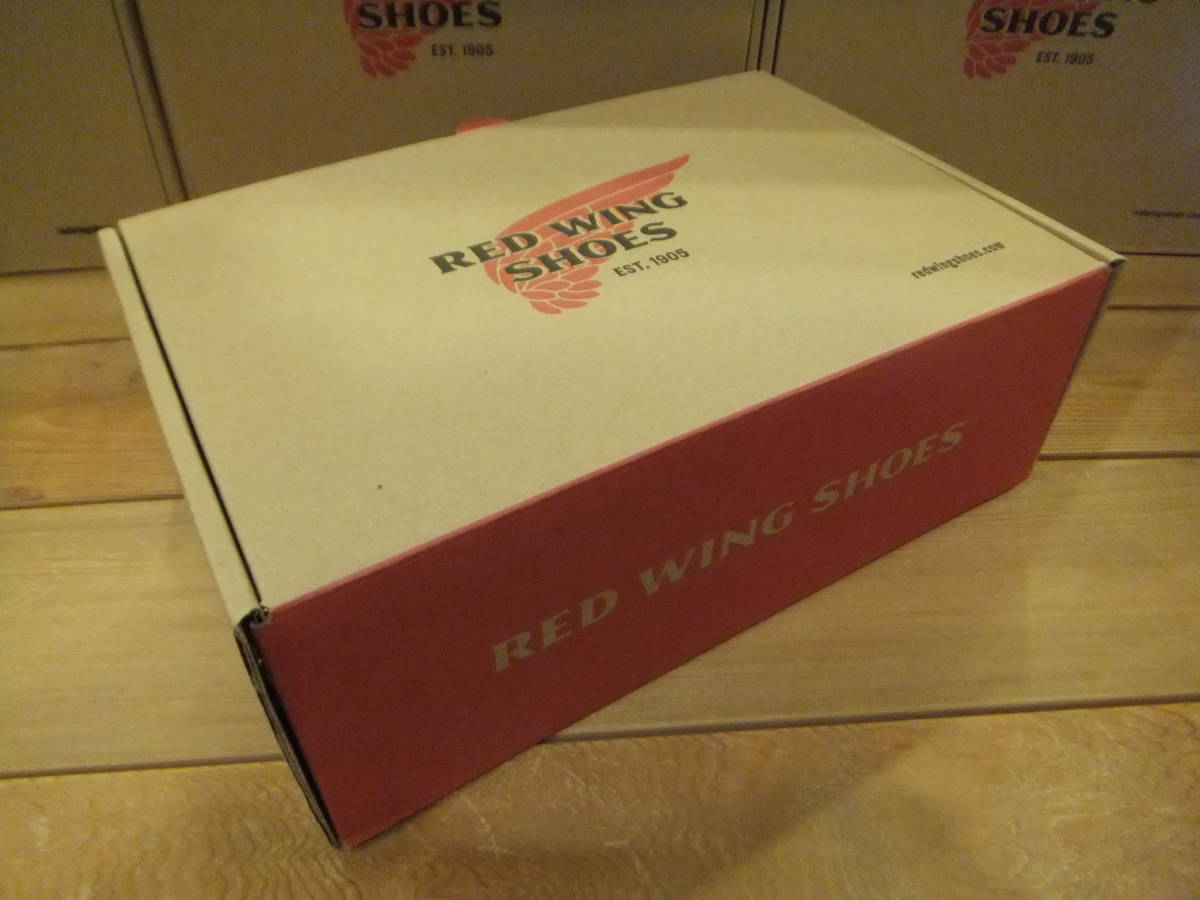 SHOES
EST. 1905
SHOES
EST. 1905
RED WING
SHOES
EST. 1905
redwingshoes.com
RED WING SHOES